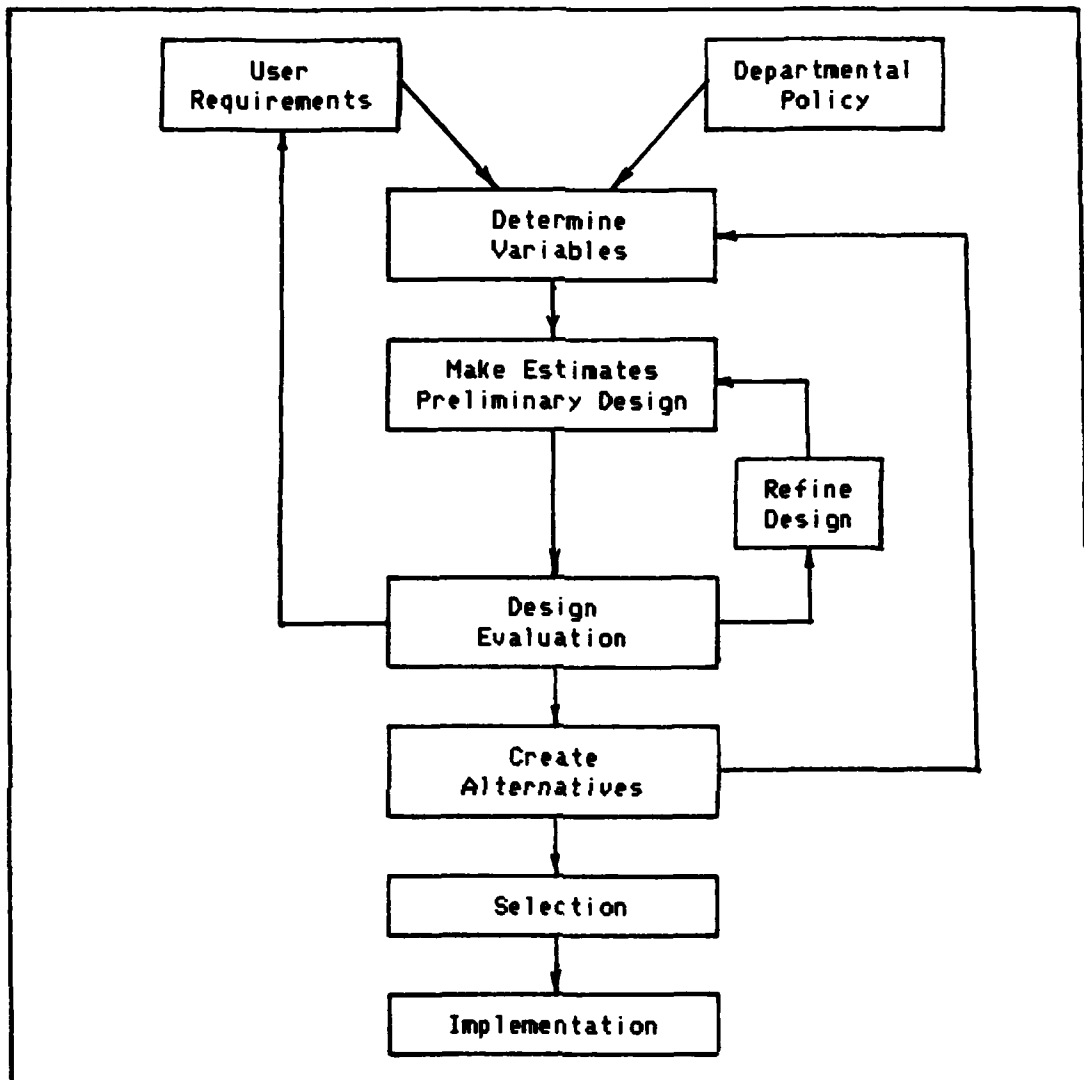 User
Requirements
Departmental
Policy
Determine
Variables
Make Estimates
Preliminary Design
Refine
Design
Design
Evaluation
Create
Alternatives
Selection
Implementation